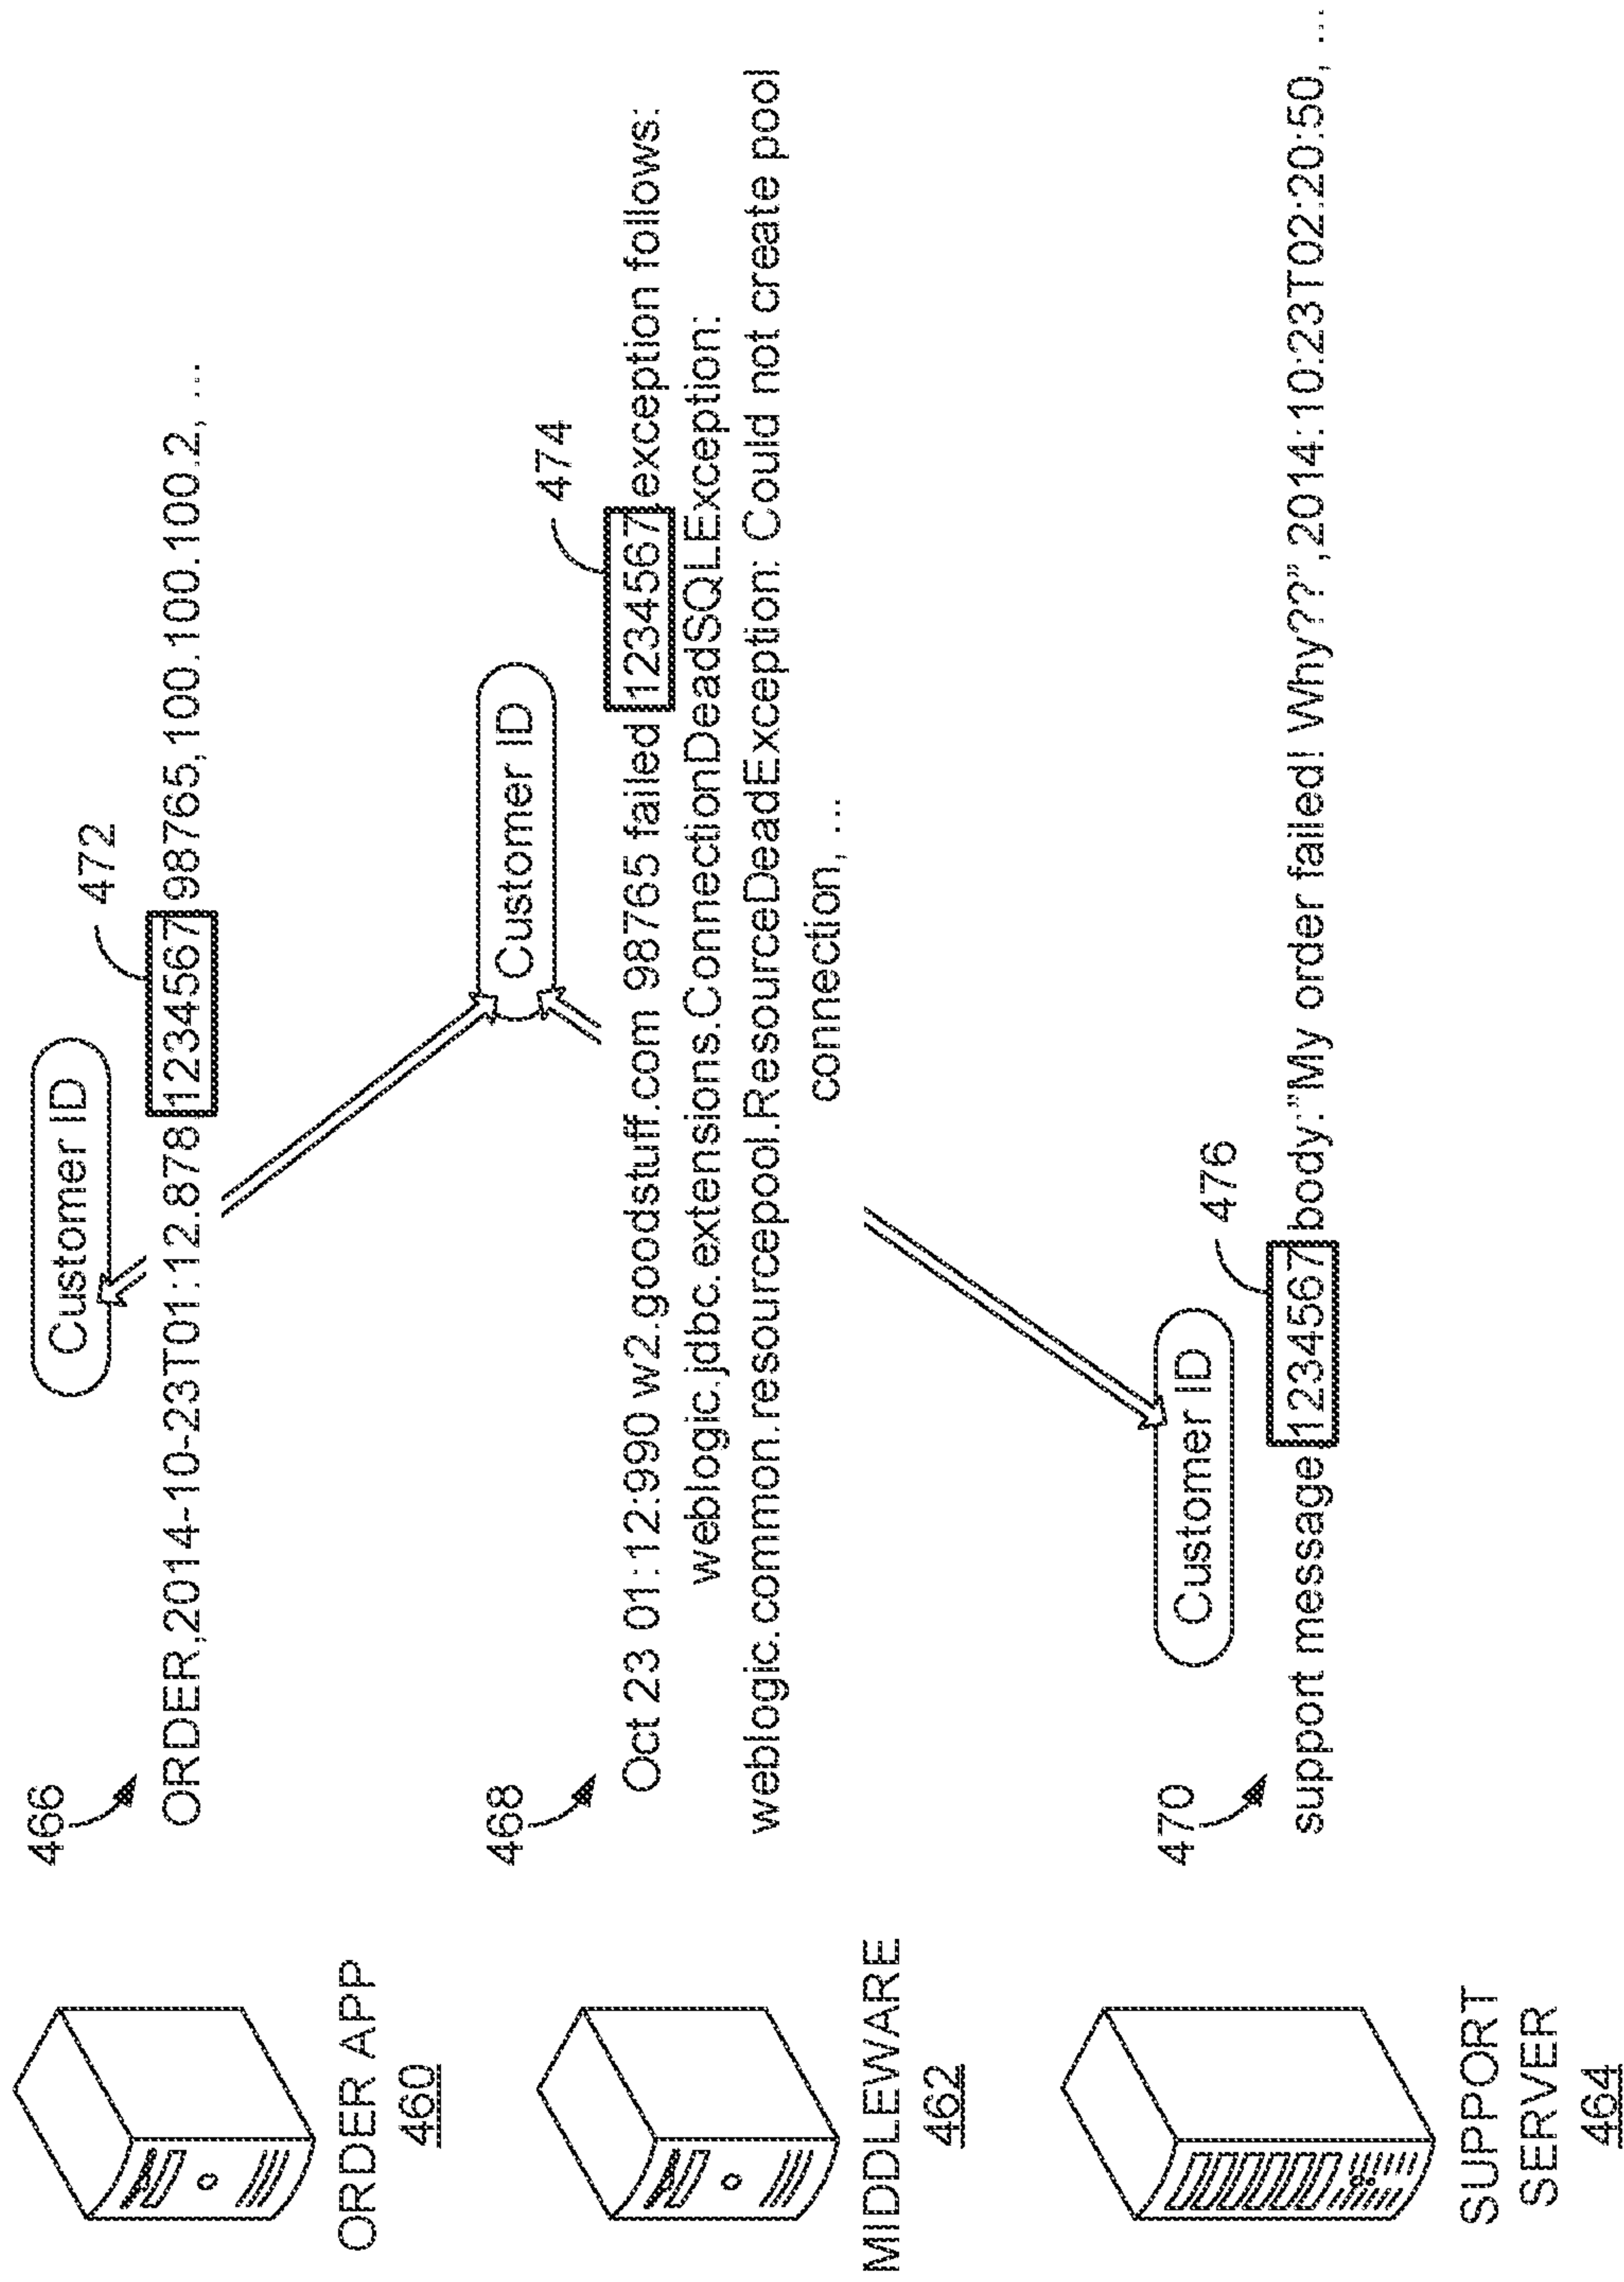 466
Customer ID
472
ORDER,2014-10-23T01:12.878 1234567 98765,100.100.100.2, ...
ORDER APP
460
468
Customer ID
474
Oct 23 01:12:990 w2.goodstuff.com 98765 failed 1234567 exception follows:
weblogic.jdbc.extensions.ConnectionDeadSQLException:
weblogic.common.resourcepool.ResourceDeadException: Could not create pool
connection, ...
MIDDLEWARE
462
470
Customer ID
476
support message 1234567 body:"My order failed! Why??",2014:10:23T02:20:50, ...
SUPPORT
SERVER
464